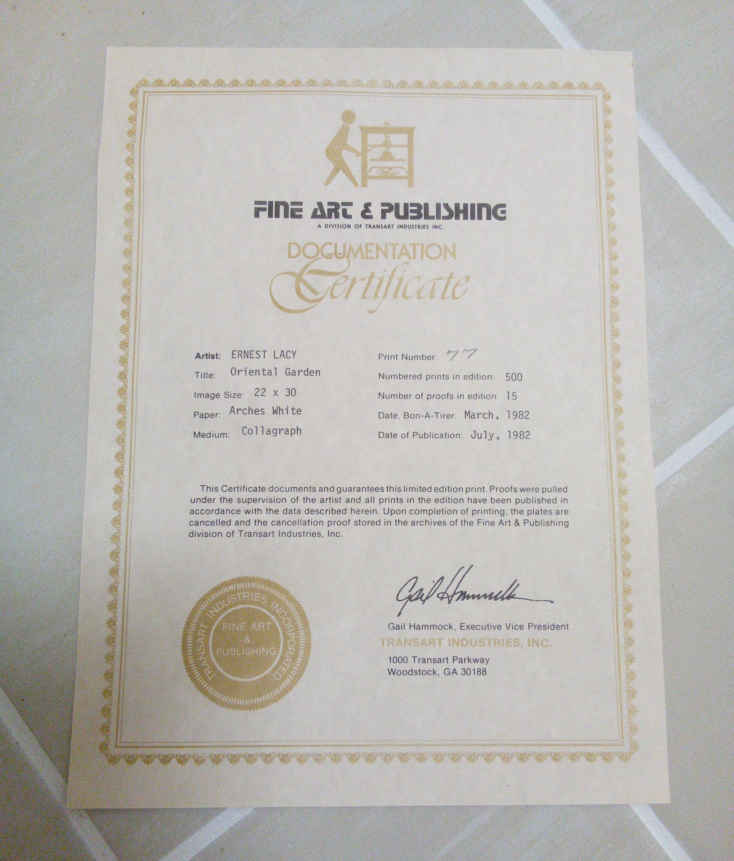 FINE ART & PUBLISHING
A DIVISION OF TRANSART INDUSTRIES INC.
DOCUMENTATION
Certificate
Artist: ERNEST LACY
Title: Oriental Garden
Image Size: 22 x 30
Paper: Arches White
Medium: Collagraph
Print Number: 77
Numbered prints in edition: 500
Number of proofs in edition: 15
Date, Bon-A-Tirer: March, 1982
Date of Publication: July, 1982
This Certificate documents and guarantees this limited edition print. Proofs were pulled
under the supervision of the artist and all prints in the edition have been published in
accordance with the data described herein. Upon completion of printing, the plates are
cancelled and the cancellation proof stored in the archives of the Fine Art & Publishing
division of Transart Industries, Inc.
TRANSART INDUSTRIES INCORPORATED
FINE ART
&
PUBLISHING
Gail Hammock
Gail Hammock, Executive Vice President
TRANSART INDUSTRIES, INC.
1000 Transart Parkway
Woodstock, GA 30188